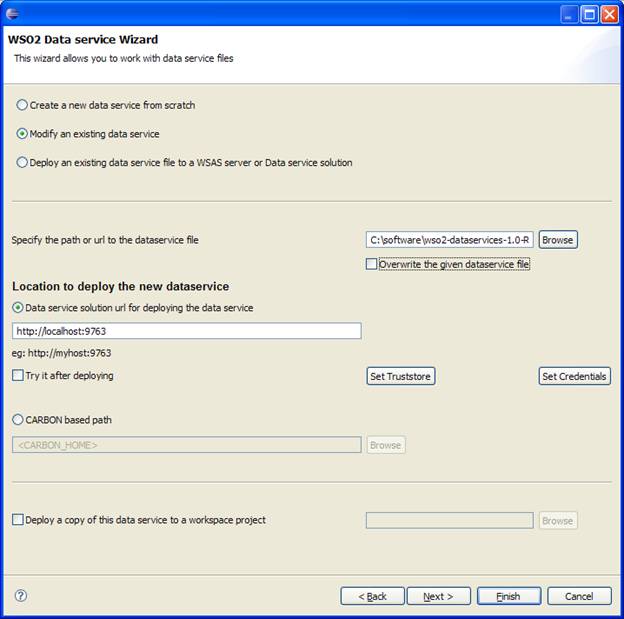 WSO2 Data service Wizard
This wizard allows you to work with data service files
Create a new data service from scratch
Modify an existing data service
Deploy an existing data service file to a WSAS server or Data service solution
Specify the path or url to the dataservice file
C:\software\wso2-dataservices-1.0-R
Browse
Overwrite the given dataservice file
Location to deploy the new dataservice
Data service solution url for deploying the data service
http://localhost:9763
eg: http://myhost:9763
Try it after deploying
Set Truststore
Set Credentials
CARBON based path
<CARBON_HOME>
Browse
Deploy a copy of this data service to a workspace project
Browse
?
< Back
Next >
Finish
Cancel